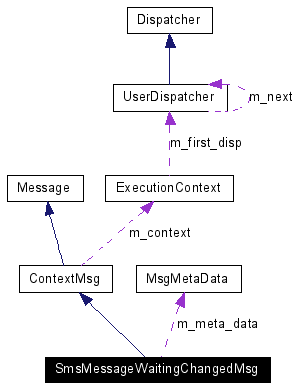 Dispatcher
UserDispatcher
m_next
m_first_disp
Message
ExecutionContext
m_context
ContextMsg
MsgMetaData
m_meta_data
SmsMessageWaitingChangedMsg